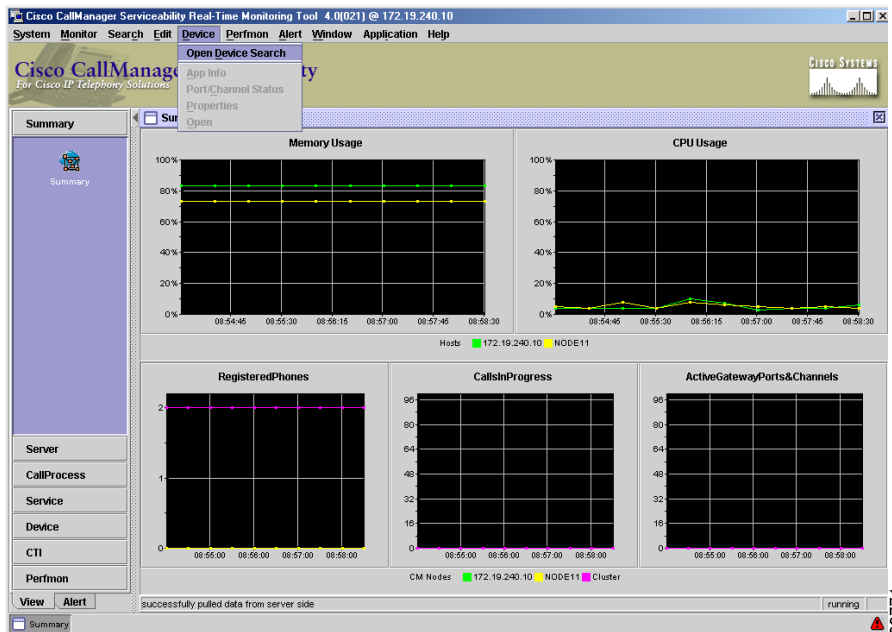 Cisco CallManager Serviceability Real-Time Monitoring Tool 4.0(021) @ 172.19.240.10
System Monitor Search Edit Device Perfmon Alert Window Application Help
Open Device Search
App Info
Port/Channel Status
Properties
Open
Cisco CallManage
ty
For Cisco IP Telephony Solutions
CISCO SYSTEMS
Summary
Summary
Server
CallProcess
Service
Device
CTI
Perfmon
View Alert
Sur
Memory Usage
100%
80%
60%
40%
20%
0%
08:54:45 08:55:30 08:56:15 08:57:00 08:57:45 08:58:30
CPU Usage
100%
80%
60%
40%
20%
0%
08:54:45 08:55:30 08:56:15 08:57:00 08:57:45 08:58:30
Hosts 172.19.240.10 NODE11
RegisteredPhones
2
1
0
08:55:00 08:56:00 08:57:00 08:58:00
CallsInProgress
96
80
64
48
32
16
0
08:55:00 08:56:00 08:57:00 08:58:00
ActiveGatewayPorts&Channels
96
80
64
48
32
16
0
08:55:00 08:56:00 08:57:00 08:58:00
CM Nodes 172.19.240.10 NODE11 Cluster
successfully pulled data from server side
running
Summary